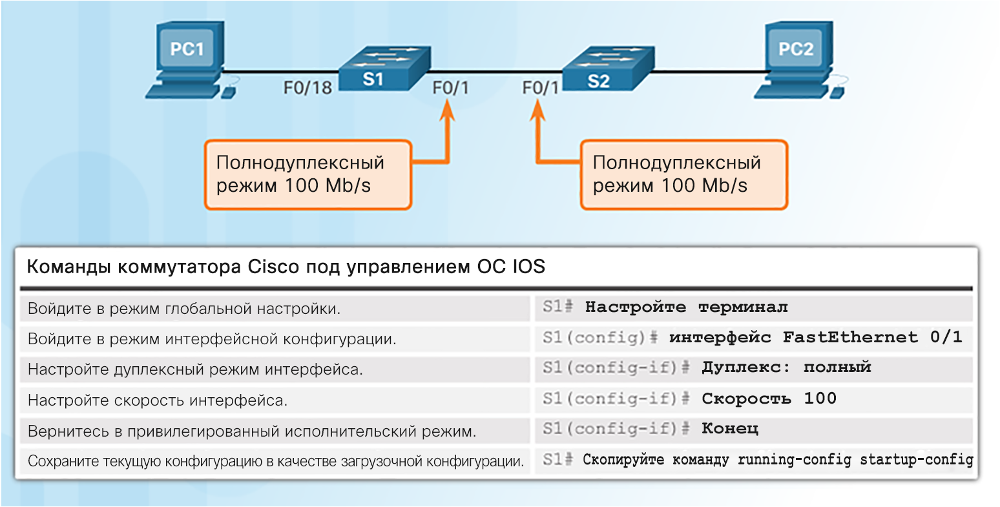 PC1
S1
S2
PC2
F0/18
F0/1
F0/1
Полнодуплексный
режим 100 Mb/s
Полнодуплексный
режим 100 Mb/s
Команды коммутатора Cisco под управлением ОС IOS
Войдите в режим глобальной настройки.
S1# Настройте терминал
Войдите в режим интерфейсной конфигурации.
S1(config)# интерфейс FastEthernet 0/1
Настройте дуплексный режим интерфейса.
S1(config-if)# Дуплекс: полный
Настройте скорость интерфейса.
S1(config-if)# Скорость 100
Вернитесь в привилегированный исполнительский режим.
S1(config-if)# Конец
Сохраните текущую конфигурацию в качестве загрузочной конфигурации.
S1# Скопируйте команду running-config startup-config